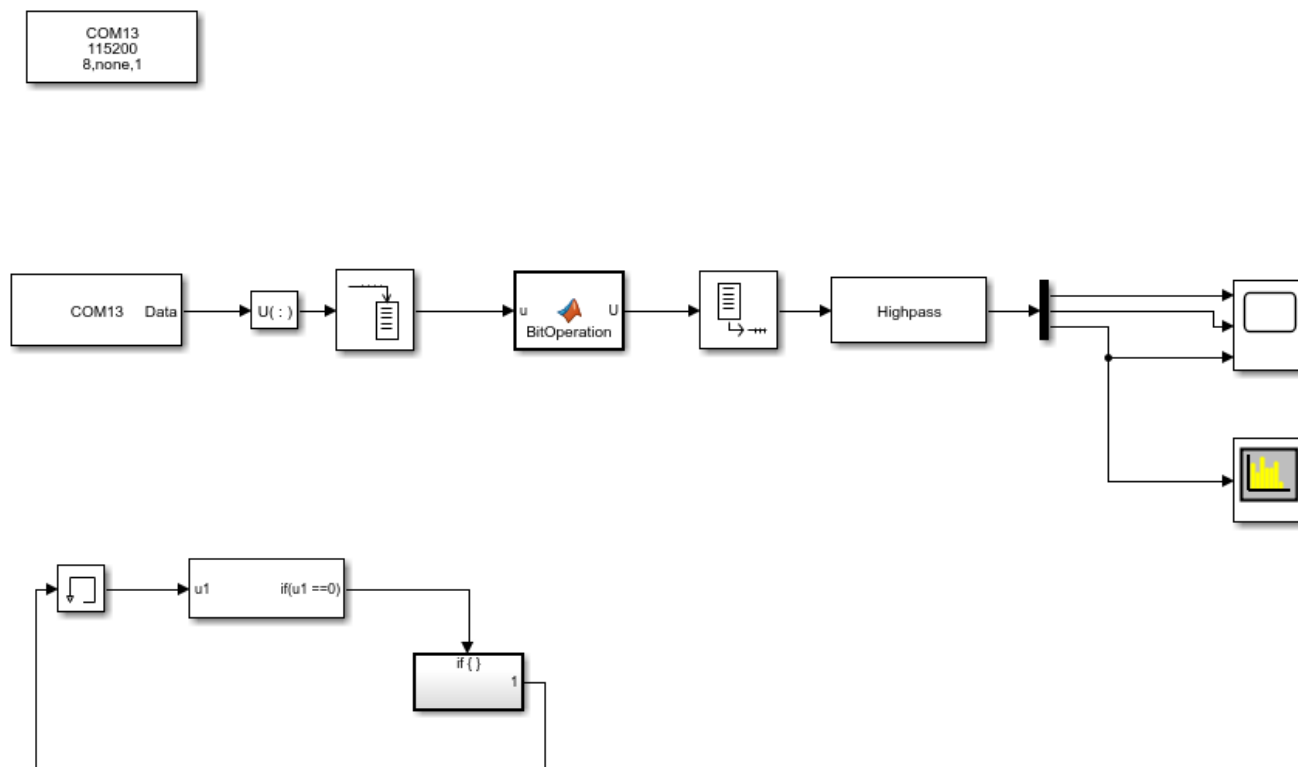 COM13
115200
8,none,1
COM13 Data
U( : )
u U
BitOperation
Highpass
u1 if(u1 ==0)
if { }
1